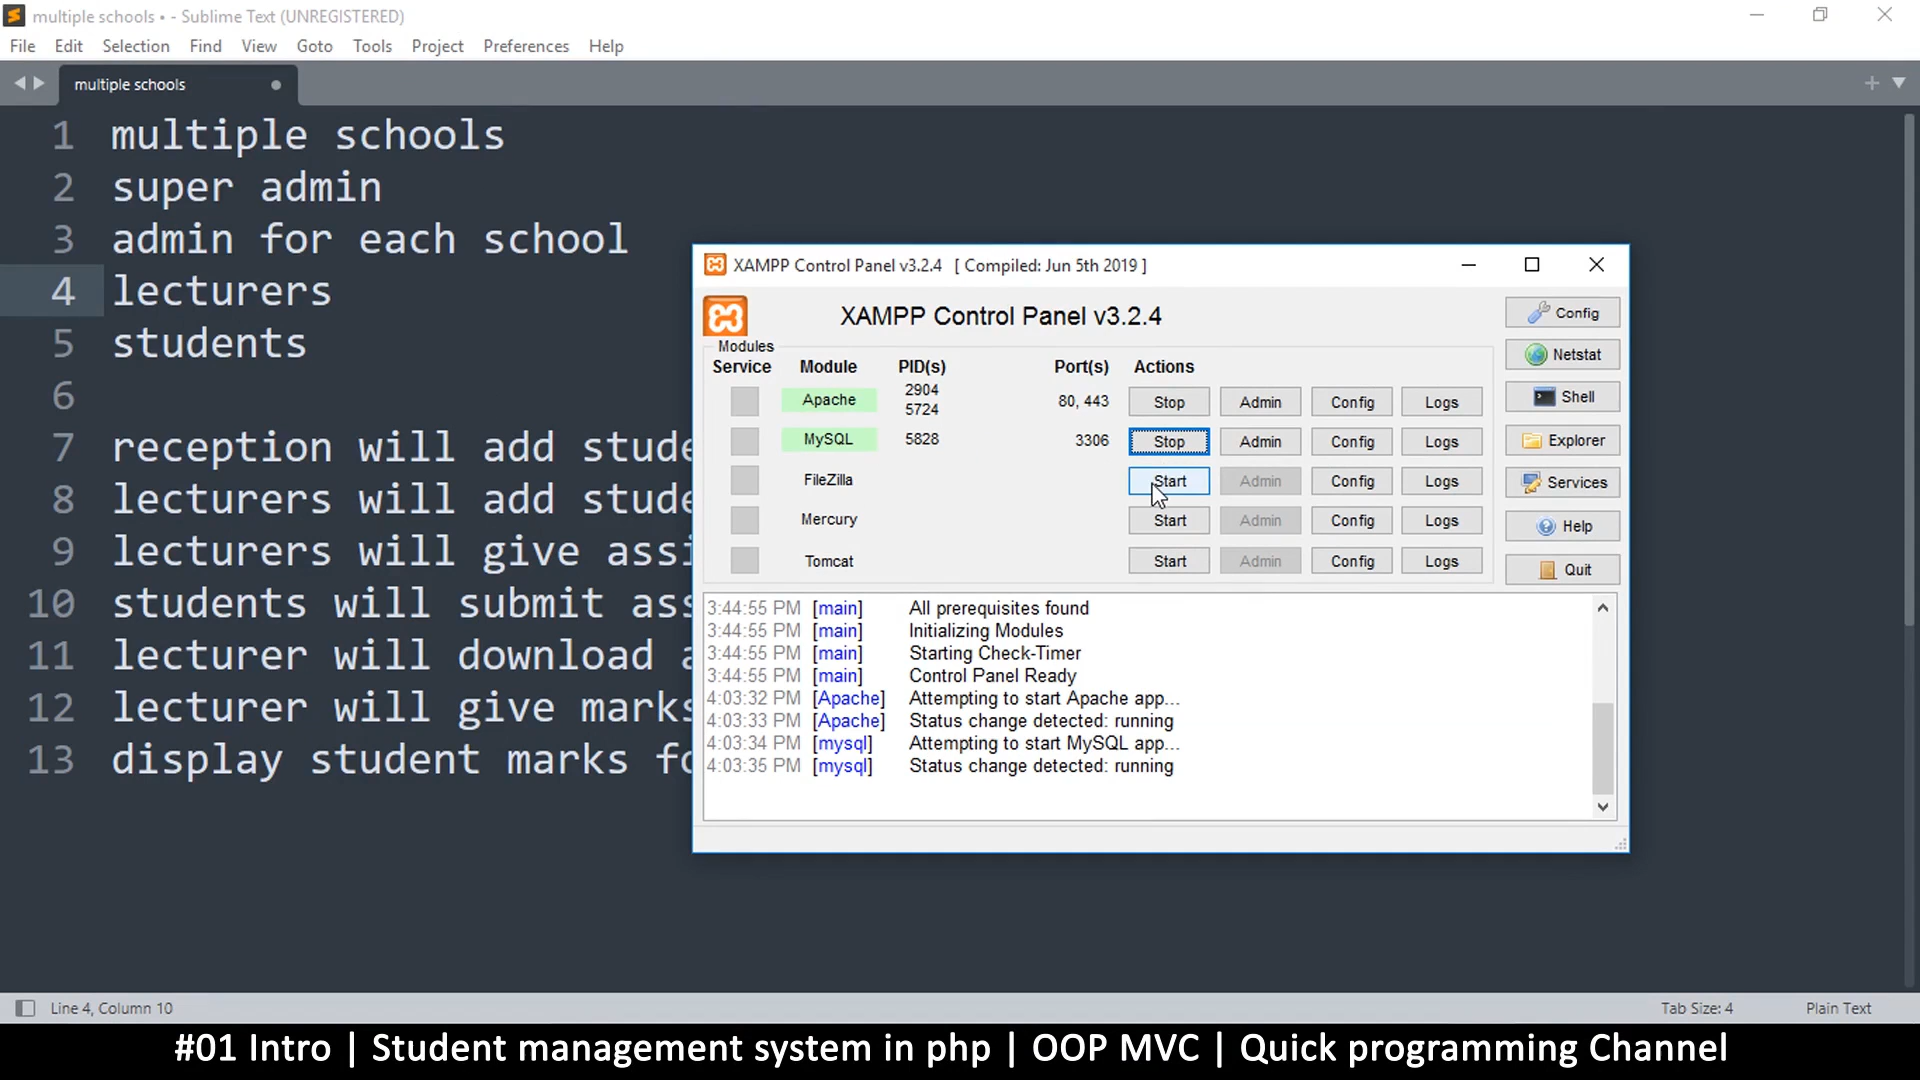 multiple schools • - Sublime Text (UNREGISTERED)
File Edit Selection Find View Goto Tools Project Preferences Help
multiple schools
1 multiple schools
2 super admin
3 admin for each school
4 lecturers
5 students
6
7 reception will add stude
8 lecturers will add stude
9 lecturers will give assi
10 students will submit ass
11 lecturer will download a
12 lecturer will give marks
13 display student marks fo
XAMPP Control Panel v3.2.4 [ Compiled: Jun 5th 2019 ]
XAMPP Control Panel v3.2.4
Config
Netstat
Shell
Explorer
Services
Help
Quit
Modules
Service Module PID(s) Port(s) Actions
Apache 2904 5724 80, 443 Stop Admin Config Logs
MySQL 5828 3306 Stop Admin Config Logs
FileZilla Start Admin Config Logs
Mercury Start Admin Config Logs
Tomcat Start Admin Config Logs
3:44:55 PM [main] All prerequisites found
3:44:55 PM [main] Initializing Modules
3:44:55 PM [main] Starting Check-Timer
3:44:55 PM [main] Control Panel Ready
4:03:32 PM [Apache] Attempting to start Apache app...
4:03:33 PM [Apache] Status change detected: running
4:03:34 PM [mysql] Attempting to start MySQL app...
4:03:35 PM [mysql] Status change detected: running
Line 4, Column 10 Tab Size: 4 Plain Text
#01 Intro | Student management system in php | OOP MVC | Quick programming Channel